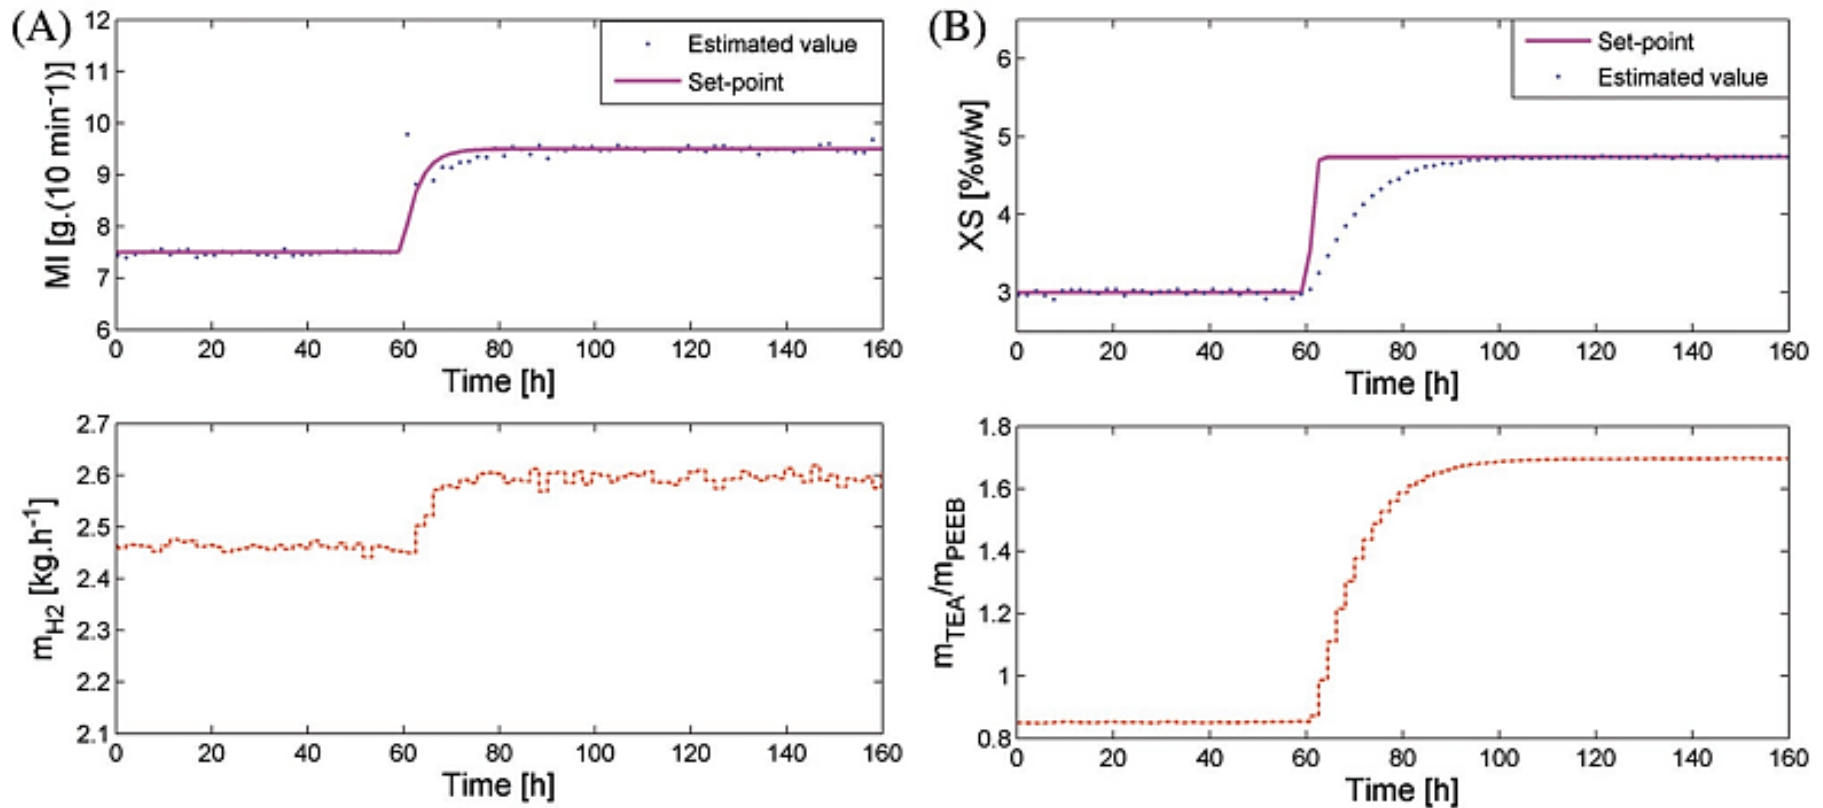 (A)
12
11
10
9
8
7
6
MI [g.(10 min⁻¹)]
Estimated value
Set-point
0 20 40 60 80 100 120 140 160
Time [h]
(B)
6
5
4
3
XS [%w/w]
Set-point
Estimated value
0 20 40 60 80 100 120 140 160
Time [h]
2.7
2.6
2.5
2.4
2.3
2.2
2.1
m_H2 [kg.h⁻¹]
0 20 40 60 80 100 120 140 160
Time [h]
1.8
1.6
1.4
1.2
1
0.8
m_TEA/m_PEEB
0 20 40 60 80 100 120 140 160
Time [h]